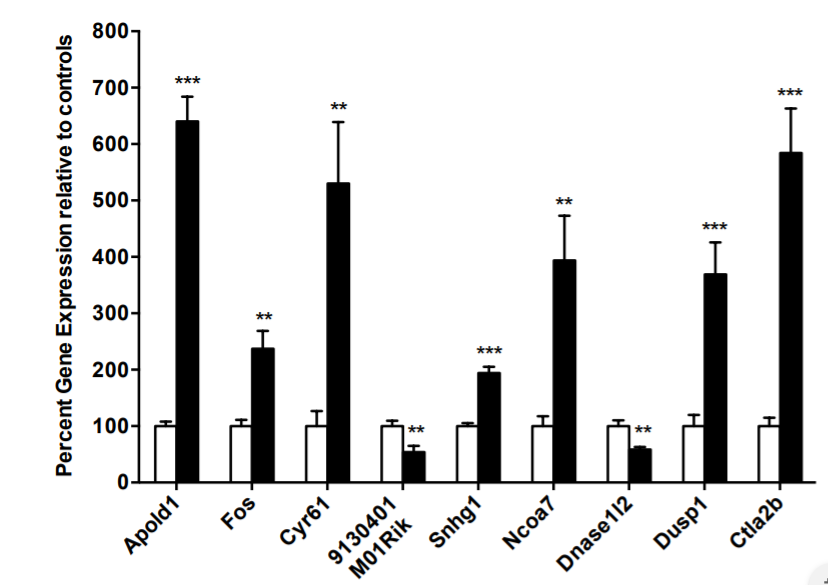 Percent Gene Expression relative to controls
800
700
600
500
400
300
200
100
0
***
**
**
**
***
**
**
***
***
Apold1
Fos
Cyr61
9130401
M01Rik
Snhg1
Ncoa7
Dnase1l2
Dusp1
Ctla2b